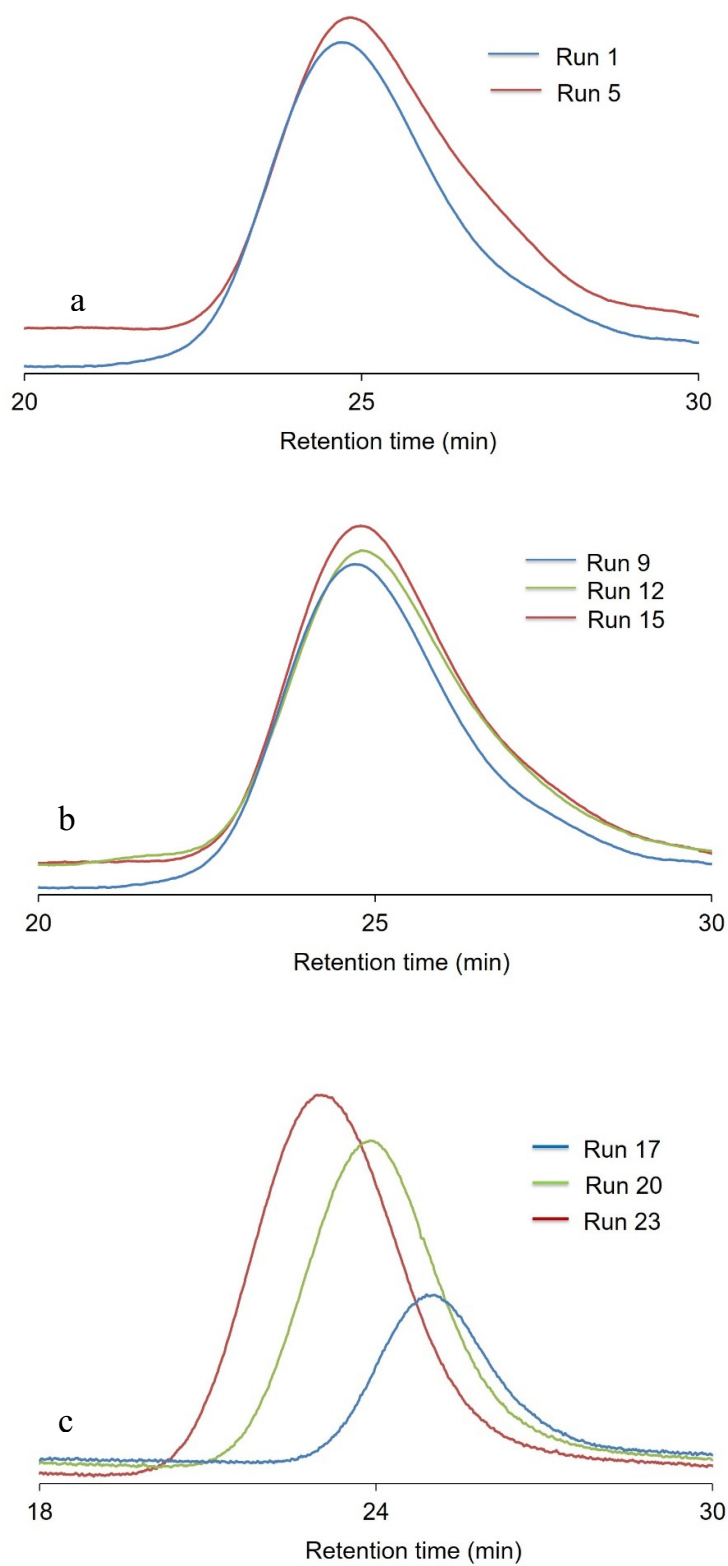 Run 1
Run 5
a
20 25 30
Retention time (min)
Run 9
Run 12
Run 15
b
20 25 30
Retention time (min)
Run 17
Run 20
Run 23
c
18 24 30
Retention time (min)